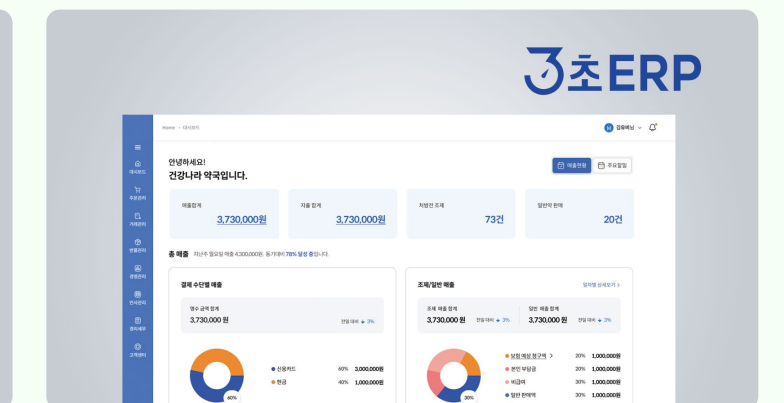 3초ERP
Home > 대시보드
김유비님
안녕하세요!
건강나라 약국입니다.
매출현황 주요할일
대시보드
주문관리
거래관리
반품관리
경영관리
인사관리
경리세무
고객센터
매출합계 지출 합계 처방전 조제 일반약 판매
3,730,000원 3,730,000원 73건 20건
총 매출 지난주 월요일 매출 4,300,000원. 동기대비 78% 달성 중입니다.
결제 수단별 매출
영수 금액 합계
3,730,000 원 전일 대비 3%
신용카드 60% 3,000,000원
현금 40% 1,000,000원
60%
조제/일반 매출 일자별 상세보기 >
조제 매출 합계 일반 매출 합계
3,730,000 원 전일 대비 3% 3,730,000 원 전일 대비 3%
보험 예상 청구액 > 20% 1,000,000원
본인 부담금 20% 1,000,000원
비급여 30% 1,000,000원
일반 판매액 30% 1,000,000원
30%